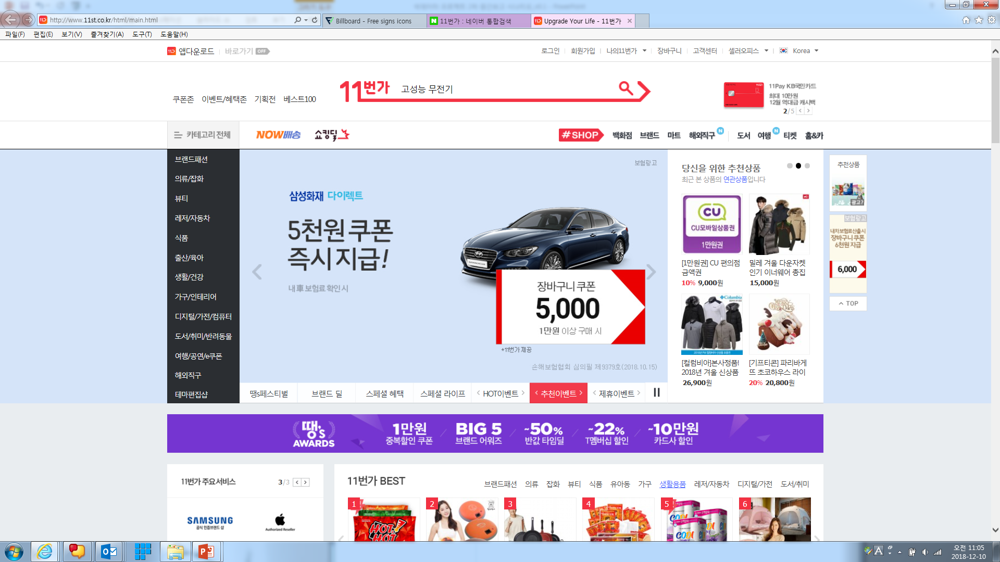 http://www.11st.co.kr/html/main.html
Billboard - Free signs icons
11번가 : 네이버 통합검색
Upgrade Your Life - 11번가
파일(F) 편집(E) 보기(V) 즐겨찾기(A) 도구(T) 도움말(H)
앱다운로드 바로가기 OFF
로그인 회원가입 나의11번가 장바구니 고객센터 셀러오피스 Korea
쿠폰존 이벤트/혜택존 기획전 베스트100
11번가 고성능 무전기
11Pay KB국민카드
최대 10만원
12월 역대급 캐시백
2/5
카테고리 전체 NOW배송 쇼킹딜
#SHOP 백화점 브랜드 마트 해외직구 N 도서 여행 N 티켓 홈&카
브랜드패션
의류/잡화
뷰티
레저/자동차
식품
출산/육아
생활/건강
가구/인테리어
디지털/가전/컴퓨터
도서/취미/반려동물
여행/공연/e쿠폰
해외직구
테마편집샵
보험광고
삼성화재 다이렉트
5천원 쿠폰
즉시 지급!
내 車 보험료 확인 시
장바구니 쿠폰
5,000
1만원 이상 구매 시
*11번가 제공
손해보험협회 심의필 제9379호(2018.10.15)
땡s페스티벌 브랜드 딜 스페셜 혜택 스페셜 라이프 HOT이벤트 추천이벤트 제휴이벤트
당신을 위한 추천상품
최근 본 상품의 연관상품입니다
CU
CU모바일상품권
1만원권
[1만원권] CU 편의점
금액권
10% 9,000원
밀레 겨울 다운자켓
인기 이너웨어 총집
15,000원
Columbia
[컬럼비아]본사정품!
2018년 겨울 신상품
26,900원
MERRY CHRISTMAS
[기프티콘] 파리바게
뜨 초코하우스 라이
20% 20,800원
추천상품
광고?
보험광고
내차보험료산출시
장바구니 쿠폰
6천원 지급
6,000
TOP
땡's
AWARDS
1만원
중복할인 쿠폰
BIG 5
브랜드 어워즈
~50%
반값 타임딜
~22%
T멤버십 할인
~10만원
카드사 할인
11번가 주요서비스 3/3
SAMSUNG
공식 인증브랜드 샵
Authorized Reseller
11번가 BEST
브랜드패션 의류 잡화 뷰티 식품 유아동 가구 생활용품 레저/자동차 디지털/가전 도서/취미
1 2 3 4 5 6
HOT
HOT
CODI
오전 11:05
2018-12-10